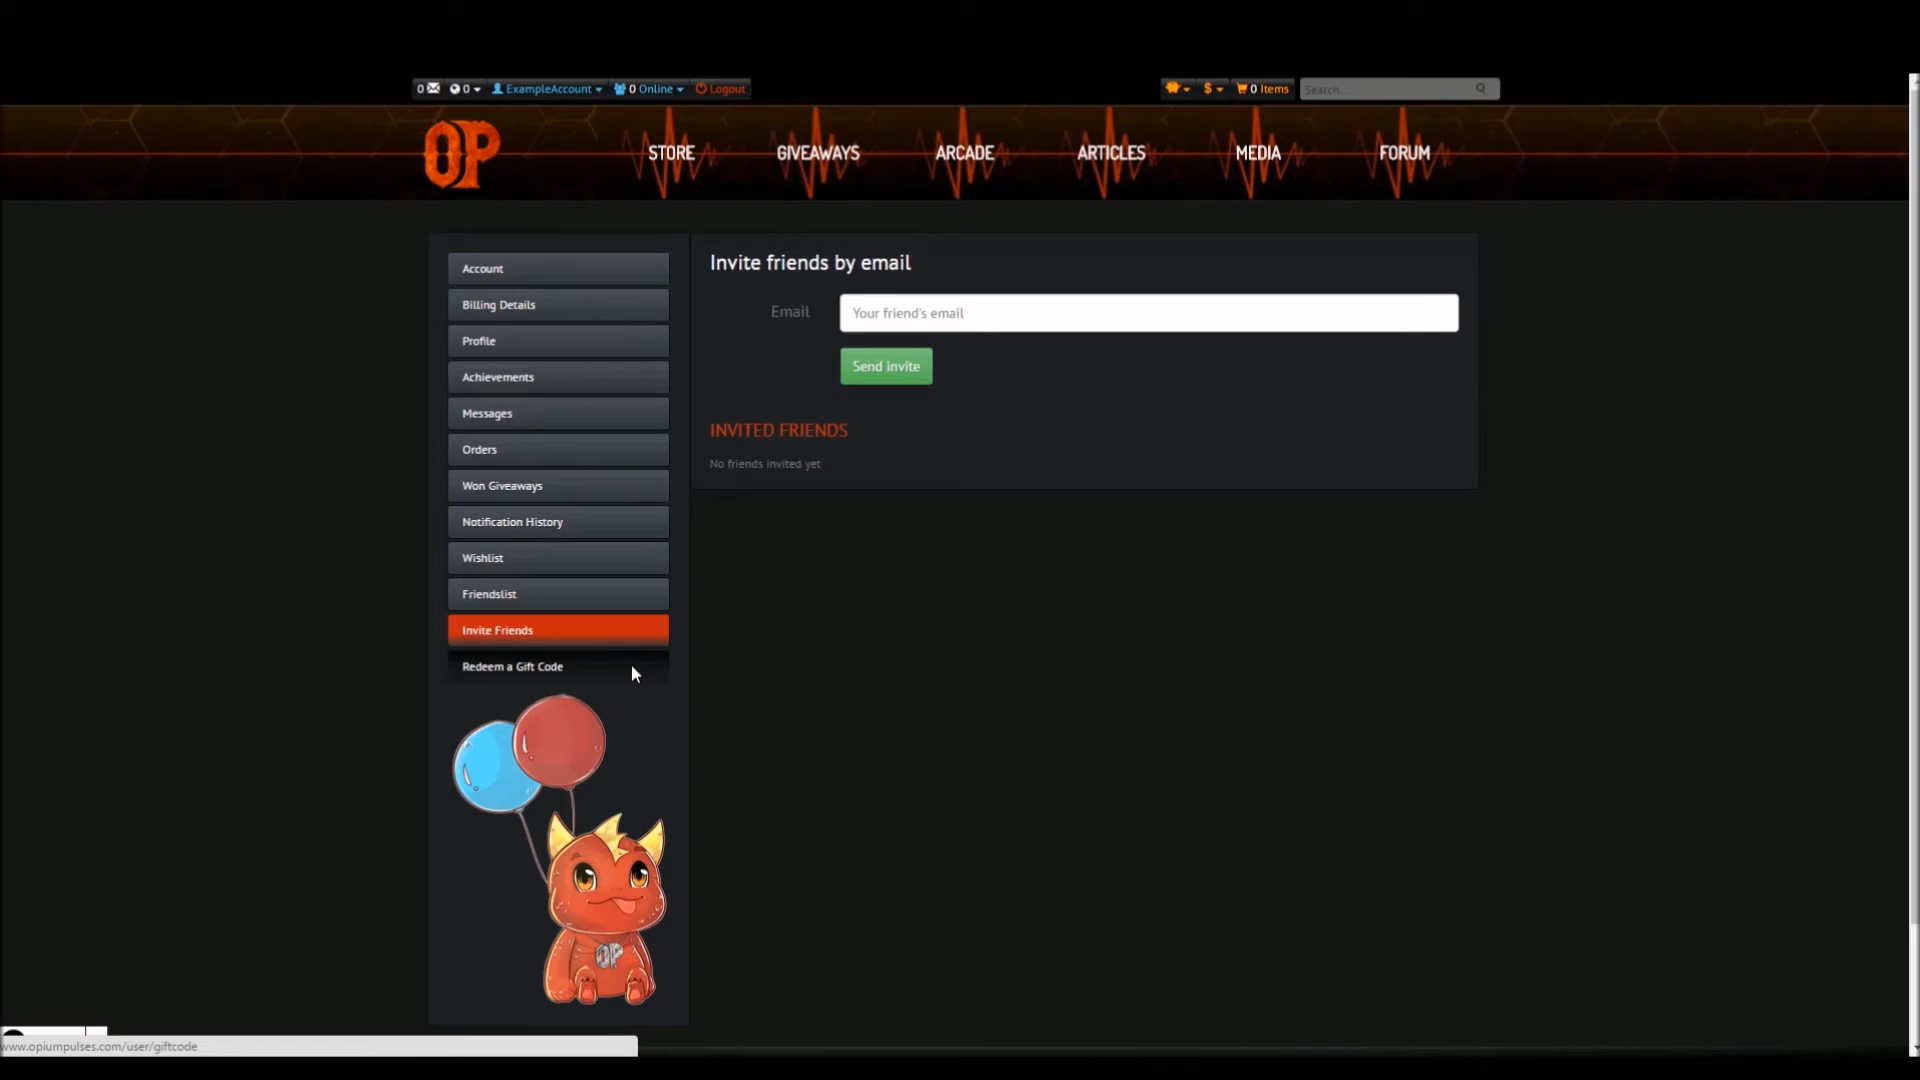 0 0 ExampleAccount 0 Online Logout $ 0 Items Search...
OP STORE GIVEAWAYS ARCADE ARTICLES MEDIA FORUM
Account
Billing Details
Profile
Achievements
Messages
Orders
Won Giveaways
Notification History
Wishlist
Friendslist
Invite Friends
Redeem a Gift Code
Invite friends by email
Email Your friend's email
Send invite
INVITED FRIENDS
No friends invited yet
OP
www.opiumpulses.com/user/giftcode